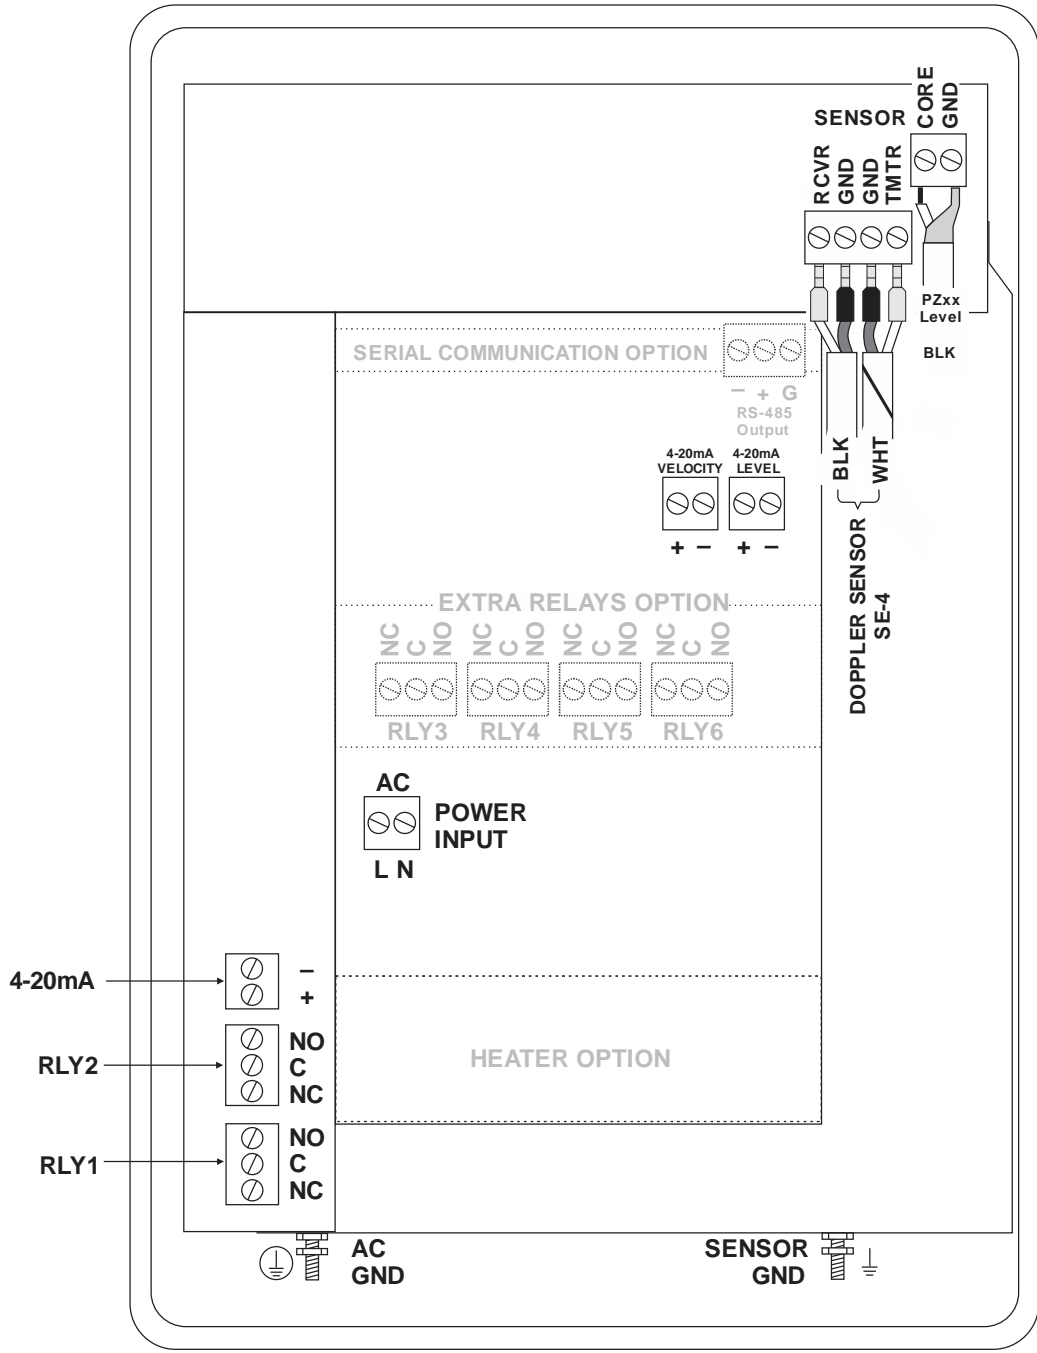 CORE
GND
SENSOR
RCVR
GND
GND
TMTR
PZxx
Level
BLK
SERIAL COMMUNICATION OPTION
– + G
RS-485
Output
BLK
WHT
4-20mA
VELOCITY
4-20mA
LEVEL
+ –
+ –
DOPPLER SENSOR
SE-4
EXTRA RELAYS OPTION
NC C NO
NC C NO
NC C NO
NC C NO
RLY3 RLY4 RLY5 RLY6
AC
POWER
INPUT
L N
4-20mA
–
+
RLY2
NO
C
NC
HEATER OPTION
RLY1
NO
C
NC
AC
GND
SENSOR
GND